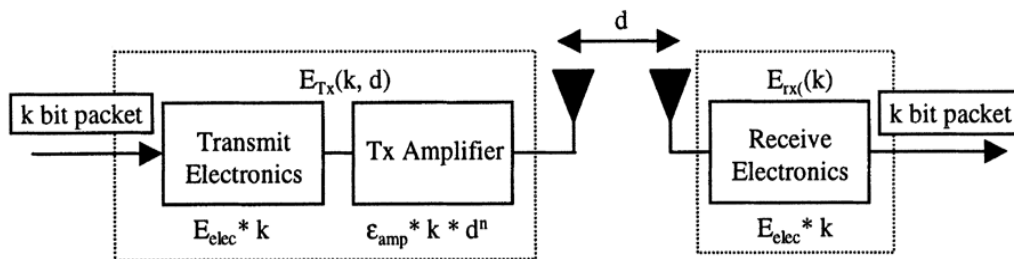 d
E_Tx(k, d)
E_rx((k)
k bit packet
Transmit
Electronics
Tx Amplifier
Receive
Electronics
k bit packet
E_elec* k
ε_amp* k * d^n
E_elec* k